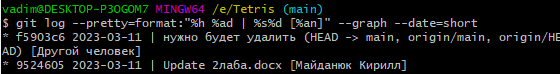 vadim@DESKTOP-P3OGOM7 MINGW64 /e/Tetris (main)
$ git log --pretty=format:"%h %ad | %s%d [%an]" --graph --date=short
* f5903c6 2023-03-11 | нужно будет удалить (HEAD -> main, origin/main, origin/HE
AD) [Другой человек]
* 9524605 2023-03-11 | Update 2лаба.docx [Майданюк Кирилл]